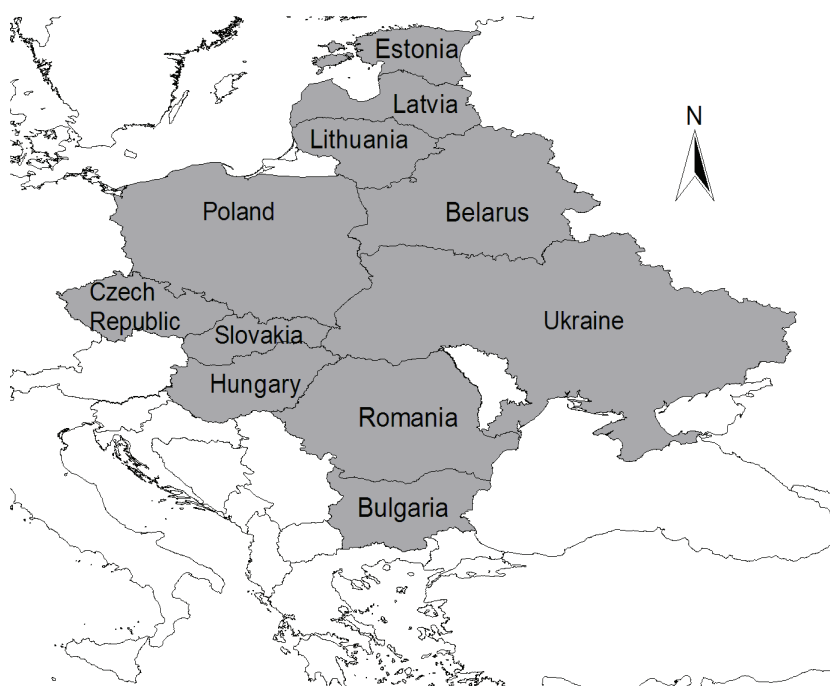 Estonia
Latvia
N
Lithuania
Poland
Belarus
Czech
Republic
Ukraine
Slovakia
Hungary
Romania
Bulgaria